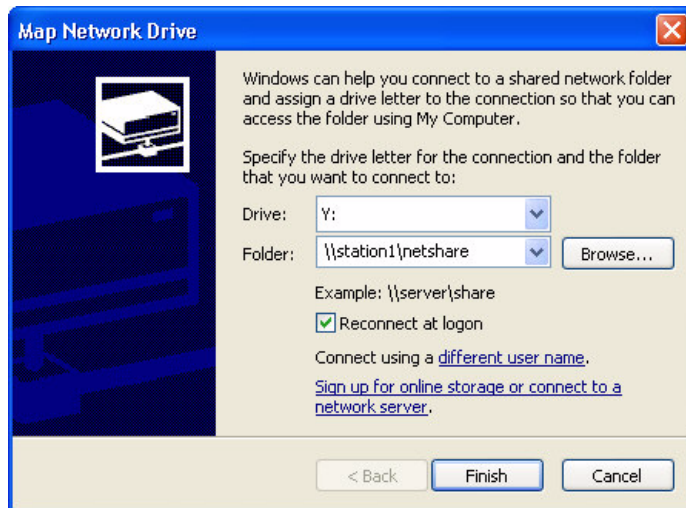 Map Network Drive
Windows can help you connect to a shared network folder
and assign a drive letter to the connection so that you can
access the folder using My Computer.
Specify the drive letter for the connection and the folder
that you want to connect to:
Drive: Y:
Folder: \\station1\netshare Browse...
Example: \\server\share
Reconnect at logon
Connect using a different user name.
Sign up for online storage or connect to a
network server.
< Back Finish Cancel